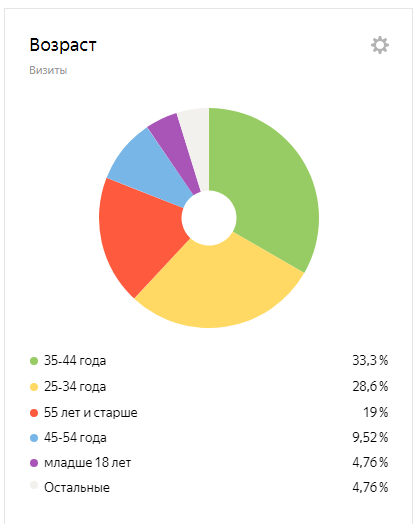 Возраст
Визиты
35-44 года 33,3 %
25-34 года 28,6 %
55 лет и старше 19 %
45-54 года 9,52 %
младше 18 лет 4,76 %
Остальные 4,76 %